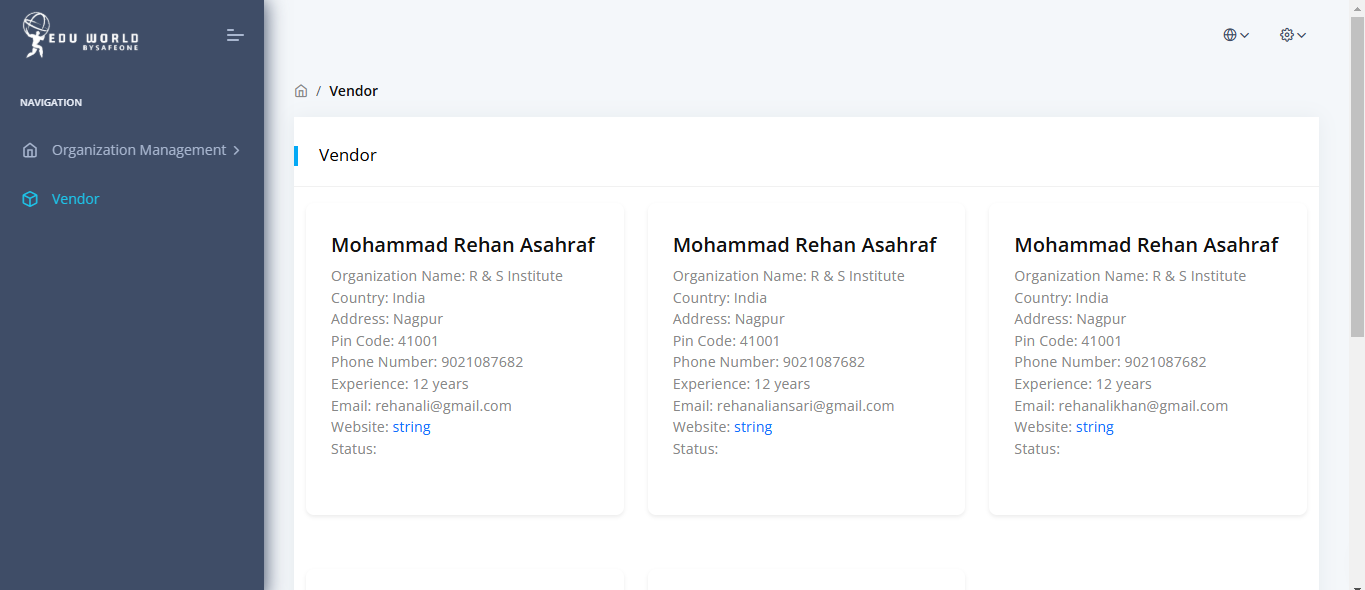 EDU WORLD
BYSAFEONE
NAVIGATION
Organization Management
Vendor
/ Vendor
Vendor
Mohammad Rehan Asahraf
Organization Name: R & S Institute
Country: India
Address: Nagpur
Pin Code: 41001
Phone Number: 9021087682
Experience: 12 years
Email: rehanali@gmail.com
Website: string
Status:
Mohammad Rehan Asahraf
Organization Name: R & S Institute
Country: India
Address: Nagpur
Pin Code: 41001
Phone Number: 9021087682
Experience: 12 years
Email: rehanaliansari@gmail.com
Website: string
Status:
Mohammad Rehan Asahraf
Organization Name: R & S Institute
Country: India
Address: Nagpur
Pin Code: 41001
Phone Number: 9021087682
Experience: 12 years
Email: rehanalikhan@gmail.com
Website: string
Status: